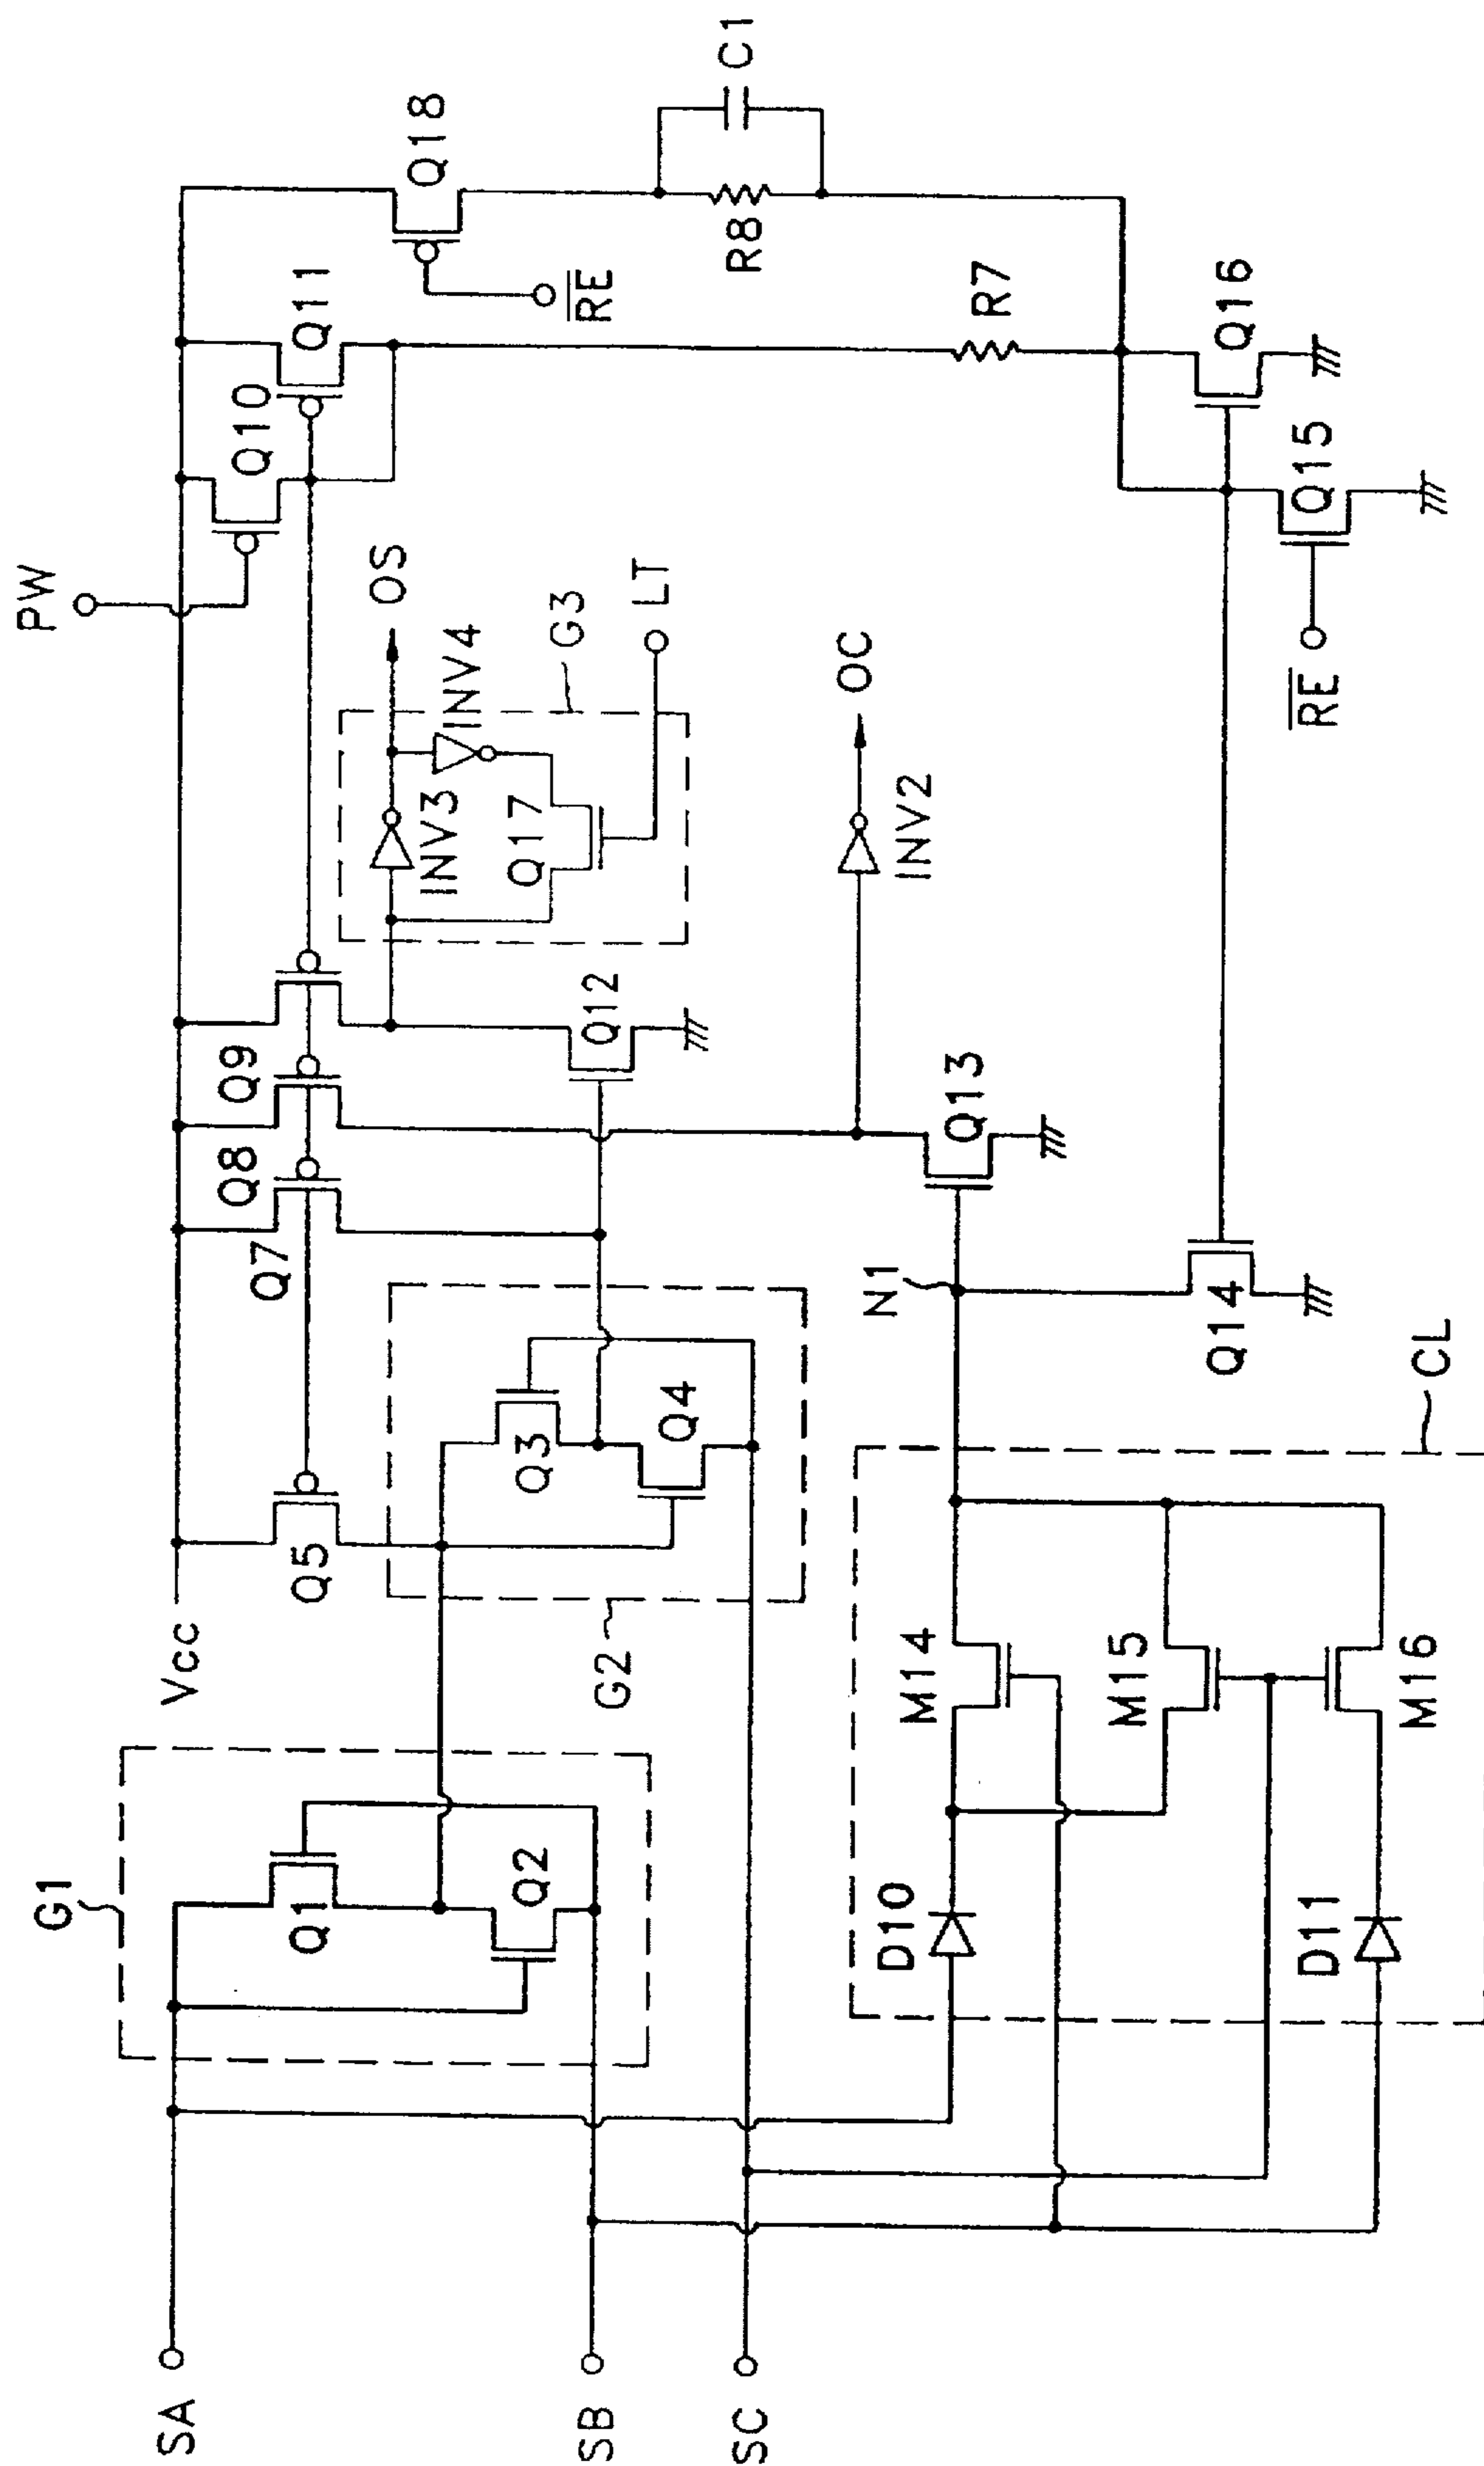 SA
SB
SC
G1
Q1
Q2
Vcc
Q5
G2
Q3
Q4
Q7
Q8
Q9
Q12
PW
Q10
Q11
Q18
RE
R8
C1
R7
OS
INV3
INV4
Q17
G3
LT
OC
INV2
N1
Q13
Q14
Q15
Q16
RE
CL
D10
M14
M15
D11
M16